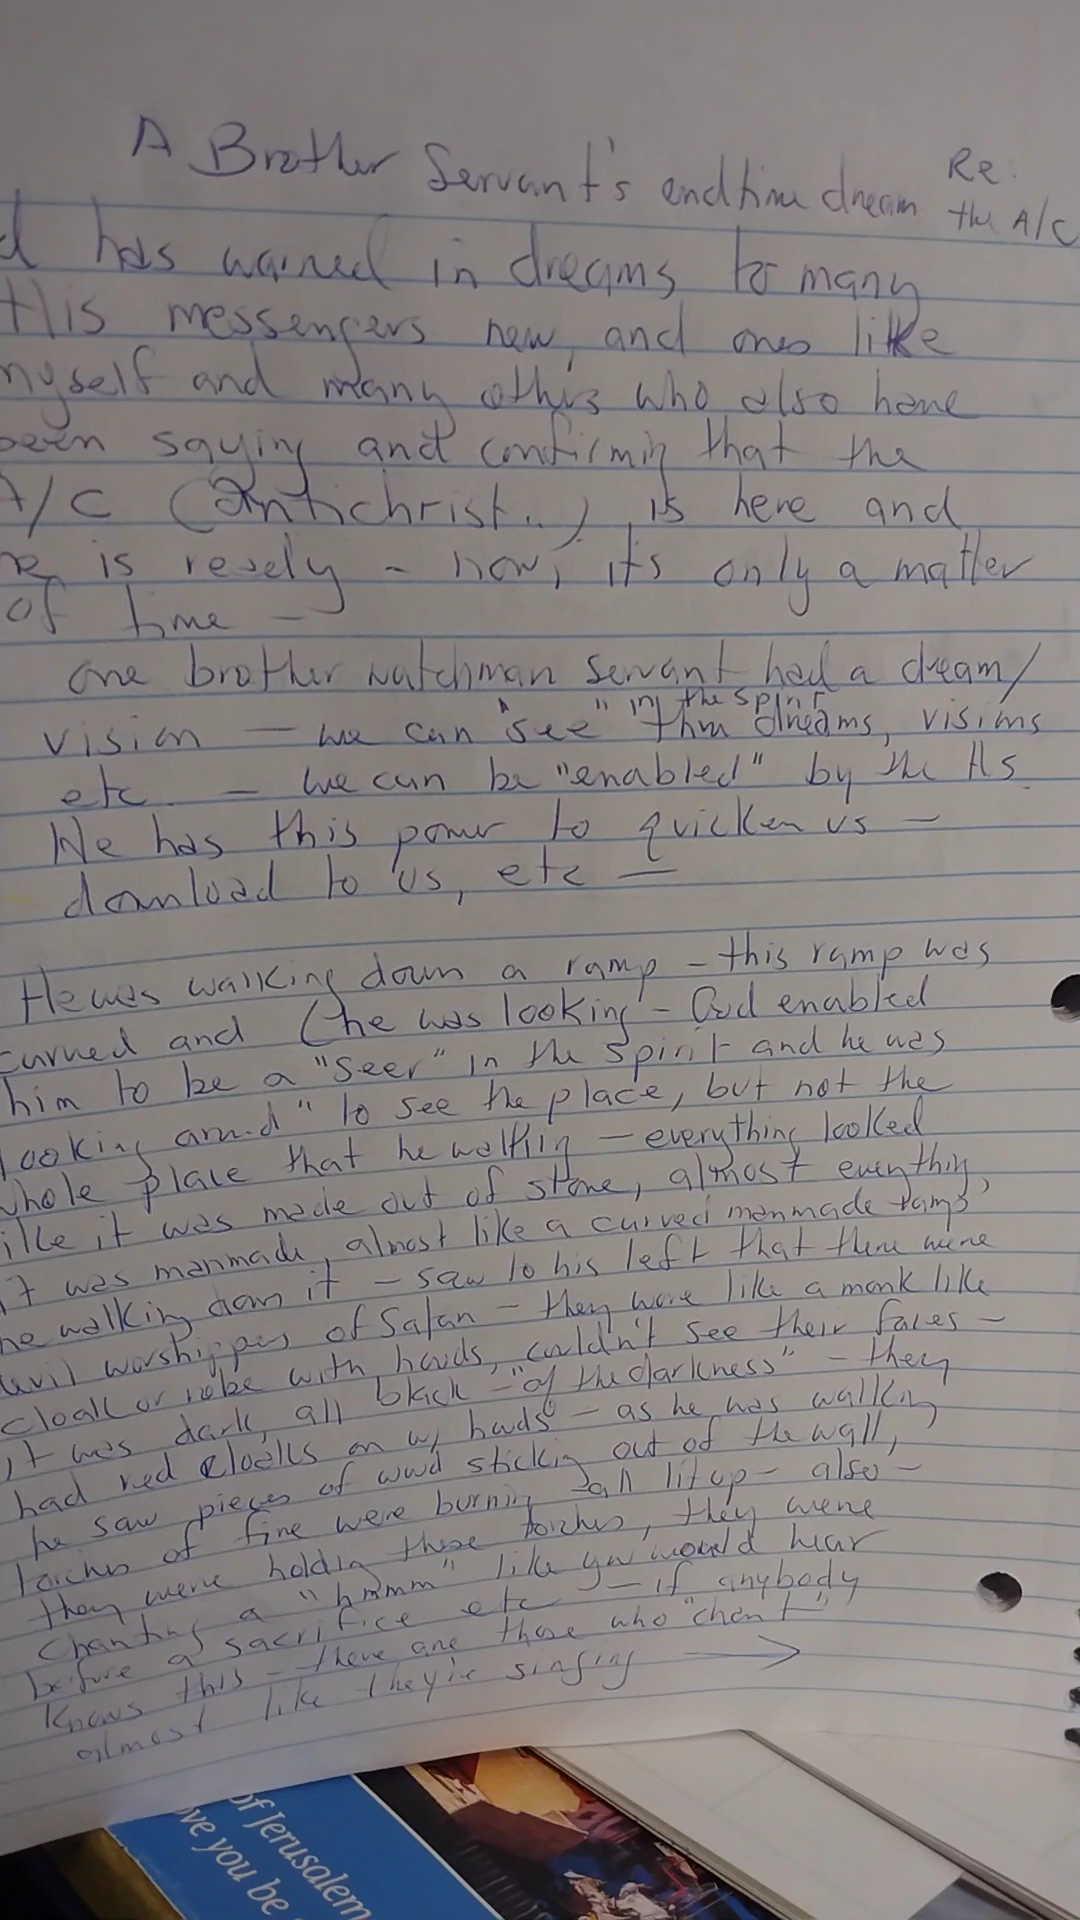 A Brother Servant's endtime dream Re:
the A/C
d has warned in dreams to many
His messengers new, and ones like
myself and many others who also have
been saying and confirming that the
A/C (Antichrist..), is here and
he is ready - now, it's only a matter
of time -
one brother watchman servant had a dream/
vision - we can "see" in the spirit thru dreams, visions
etc. - we can be "enabled" by the HS
He has this power to quicken us -
download to us, etc -
He was walking down a ramp - this ramp was
curved and (he was looking - God enabled
him to be a "seer" in the spirit and he was
looking around" to see the place, but not the
whole place that he walking - everything looked
like it was made out of stone, almost everything,
it was manmade, almost like a curved manmade ramp
he walking down it - saw to his left that there were
devil worshippers of Satan - they wore like a monk like
cloak or robe with hoods, couldn't see their faces -
it was dark, all black - "of the darkness" - they
had red cloaks on w/ hoods - as he was walking,
he saw pieces of wood sticking out of the wall,
torches of fire were burning - all lit up - also -
they were holding these torches, they were
chanting a "hmmm" like you would hear
before a sacrifice etc - if anybody
knows this - there are those who "chant",
almost like they're singing →
of Jerusalem
ve you be